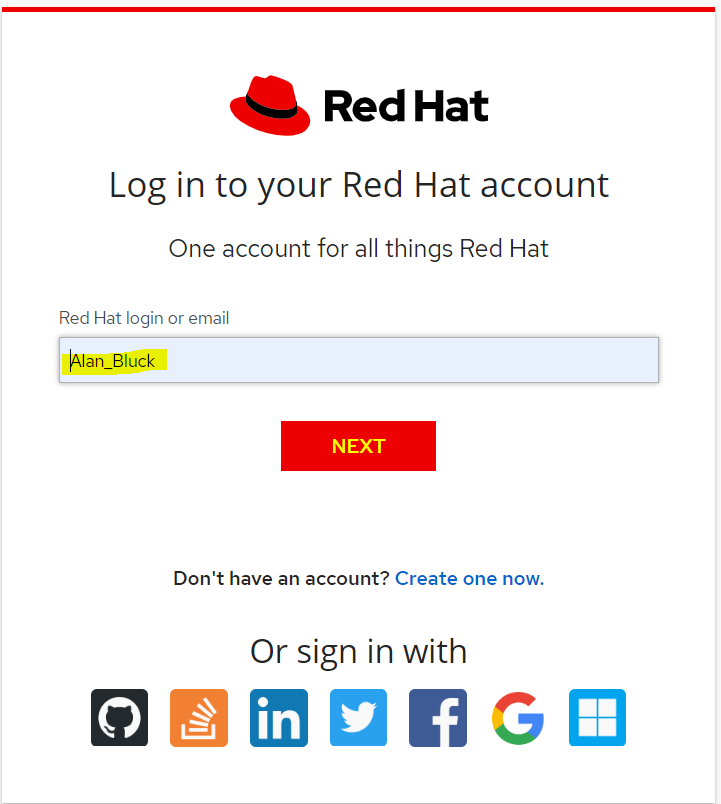 Red Hat
Log in to your Red Hat account
One account for all things Red Hat
Red Hat login or email
Alan_Bluck
NEXT
Don't have an account? Create one now.
Or sign in with
in
f
G